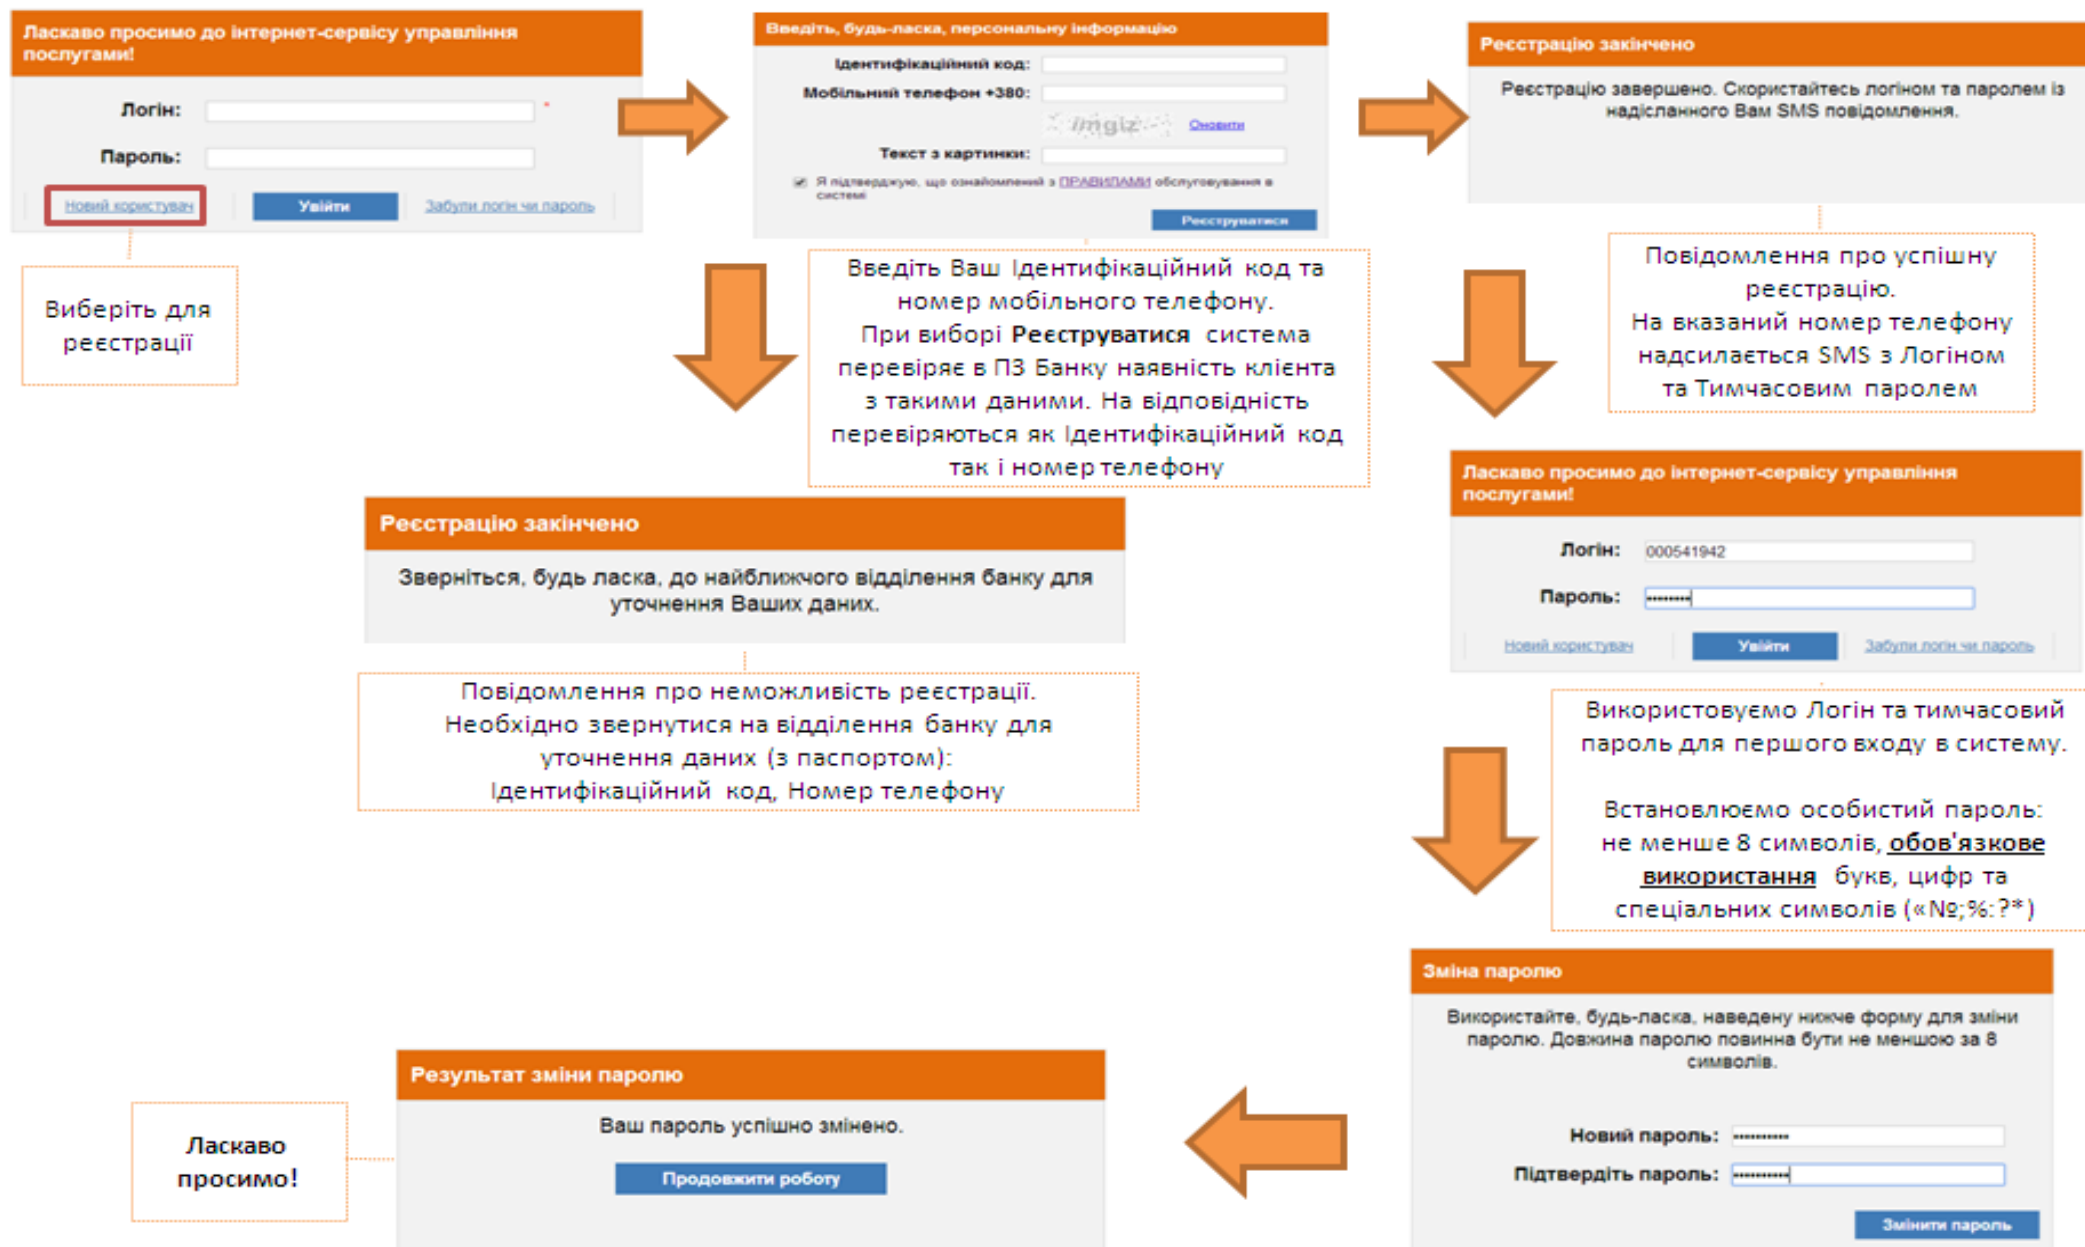 Ласкаво просимо до інтернет-сервісу управління
послугами!
Логін:
*
Пароль:
Новий користувач
Увійти
Забули логін чи пароль
Виберіть для
реєстрації
Введіть, будь-ласка, персональну інформацію
Ідентифікаційний код:
Мобільний телефон +380:
Оновити
Текст з картинки:
Я підтверджую, що ознайомлений з ПРАВИЛАМИ обслуговування в
системі
Реєструватися
Введіть Ваш Ідентифікаційний код та
номер мобільного телефону.
При виборі Реєструватися система
перевіряє в ПЗ Банку наявність клієнта
з такими даними. На відповідність
перевіряються як Ідентифікаційний код
так і номер телефону
Реєстрацію закінчено
Реєстрацію завершено. Скористайтесь логіном та паролем із
надісланного Вам SMS повідомлення.
Повідомлення про успішну
реєстрацію.
На вказаний номер телефону
надсилається SMS з Логіном
та Тимчасовим паролем
Реєстрацію закінчено
Зверніться, будь ласка, до найближчого відділення банку для
уточнення Ваших даних.
Повідомлення про неможливість реєстрації.
Необхідно звернутися на відділення банку для
уточнення даних (з паспортом):
Ідентифікаційний код, Номер телефону
Ласкаво просимо до інтернет-сервісу управління
послугами!
Логін: 000541942
Пароль:
Новий користувач
Увійти
Забули логін чи пароль
Використовуємо Логін та тимчасовий
пароль для першого входу в систему.
Встановлюємо особистий пароль:
не менше 8 символів, обов'язкове
використання букв, цифр та
спеціальних символів («№;%:?*)
Зміна паролю
Використайте, будь-ласка, наведену нижче форму для зміни
паролю. Довжина паролю повинна бути не меншою за 8
символів.
Новий пароль:
Підтвердіть пароль:
Змінити пароль
Результат зміни паролю
Ваш пароль успішно змінено.
Продовжити роботу
Ласкаво
просимо!